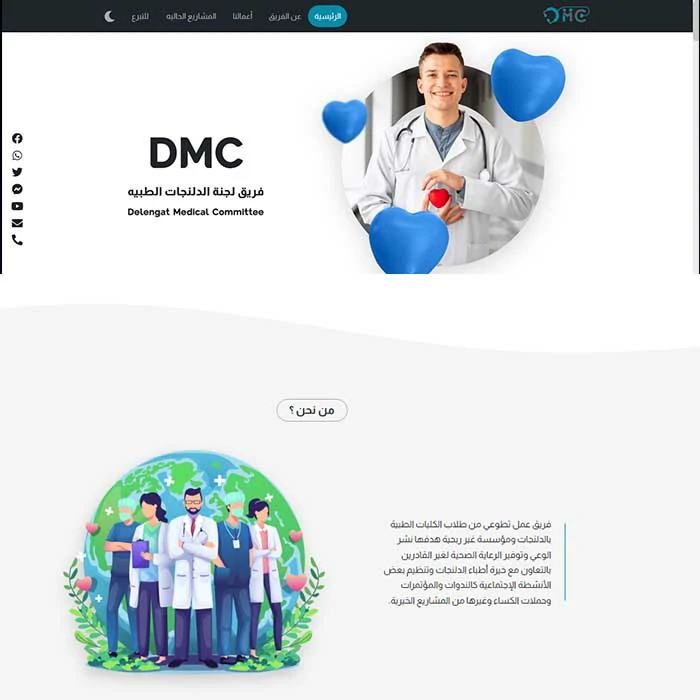 DMC
الرئيسية
عن الفريق
أعمالنا
المشاريع الحاليه
للتبرع
DMC
فريق لجنة الدلنجات الطبيه
Delengat Medical Committee
من نحن ؟
فريق عمل تطوعي من طلاب الكليات الطبية
بالدلنجات ومؤسسة غير ربحية هدفها نشر
الوعي وتوفير الرعاية الصحية لغير القادرين
بالتعاون مع خيرة أطباء الدلنجات وتنظيم بعض
الأنشطة الإجتماعية كالندوات والمؤتمرات
وحملات الكساء وغيرها من المشاريع الخيرية.